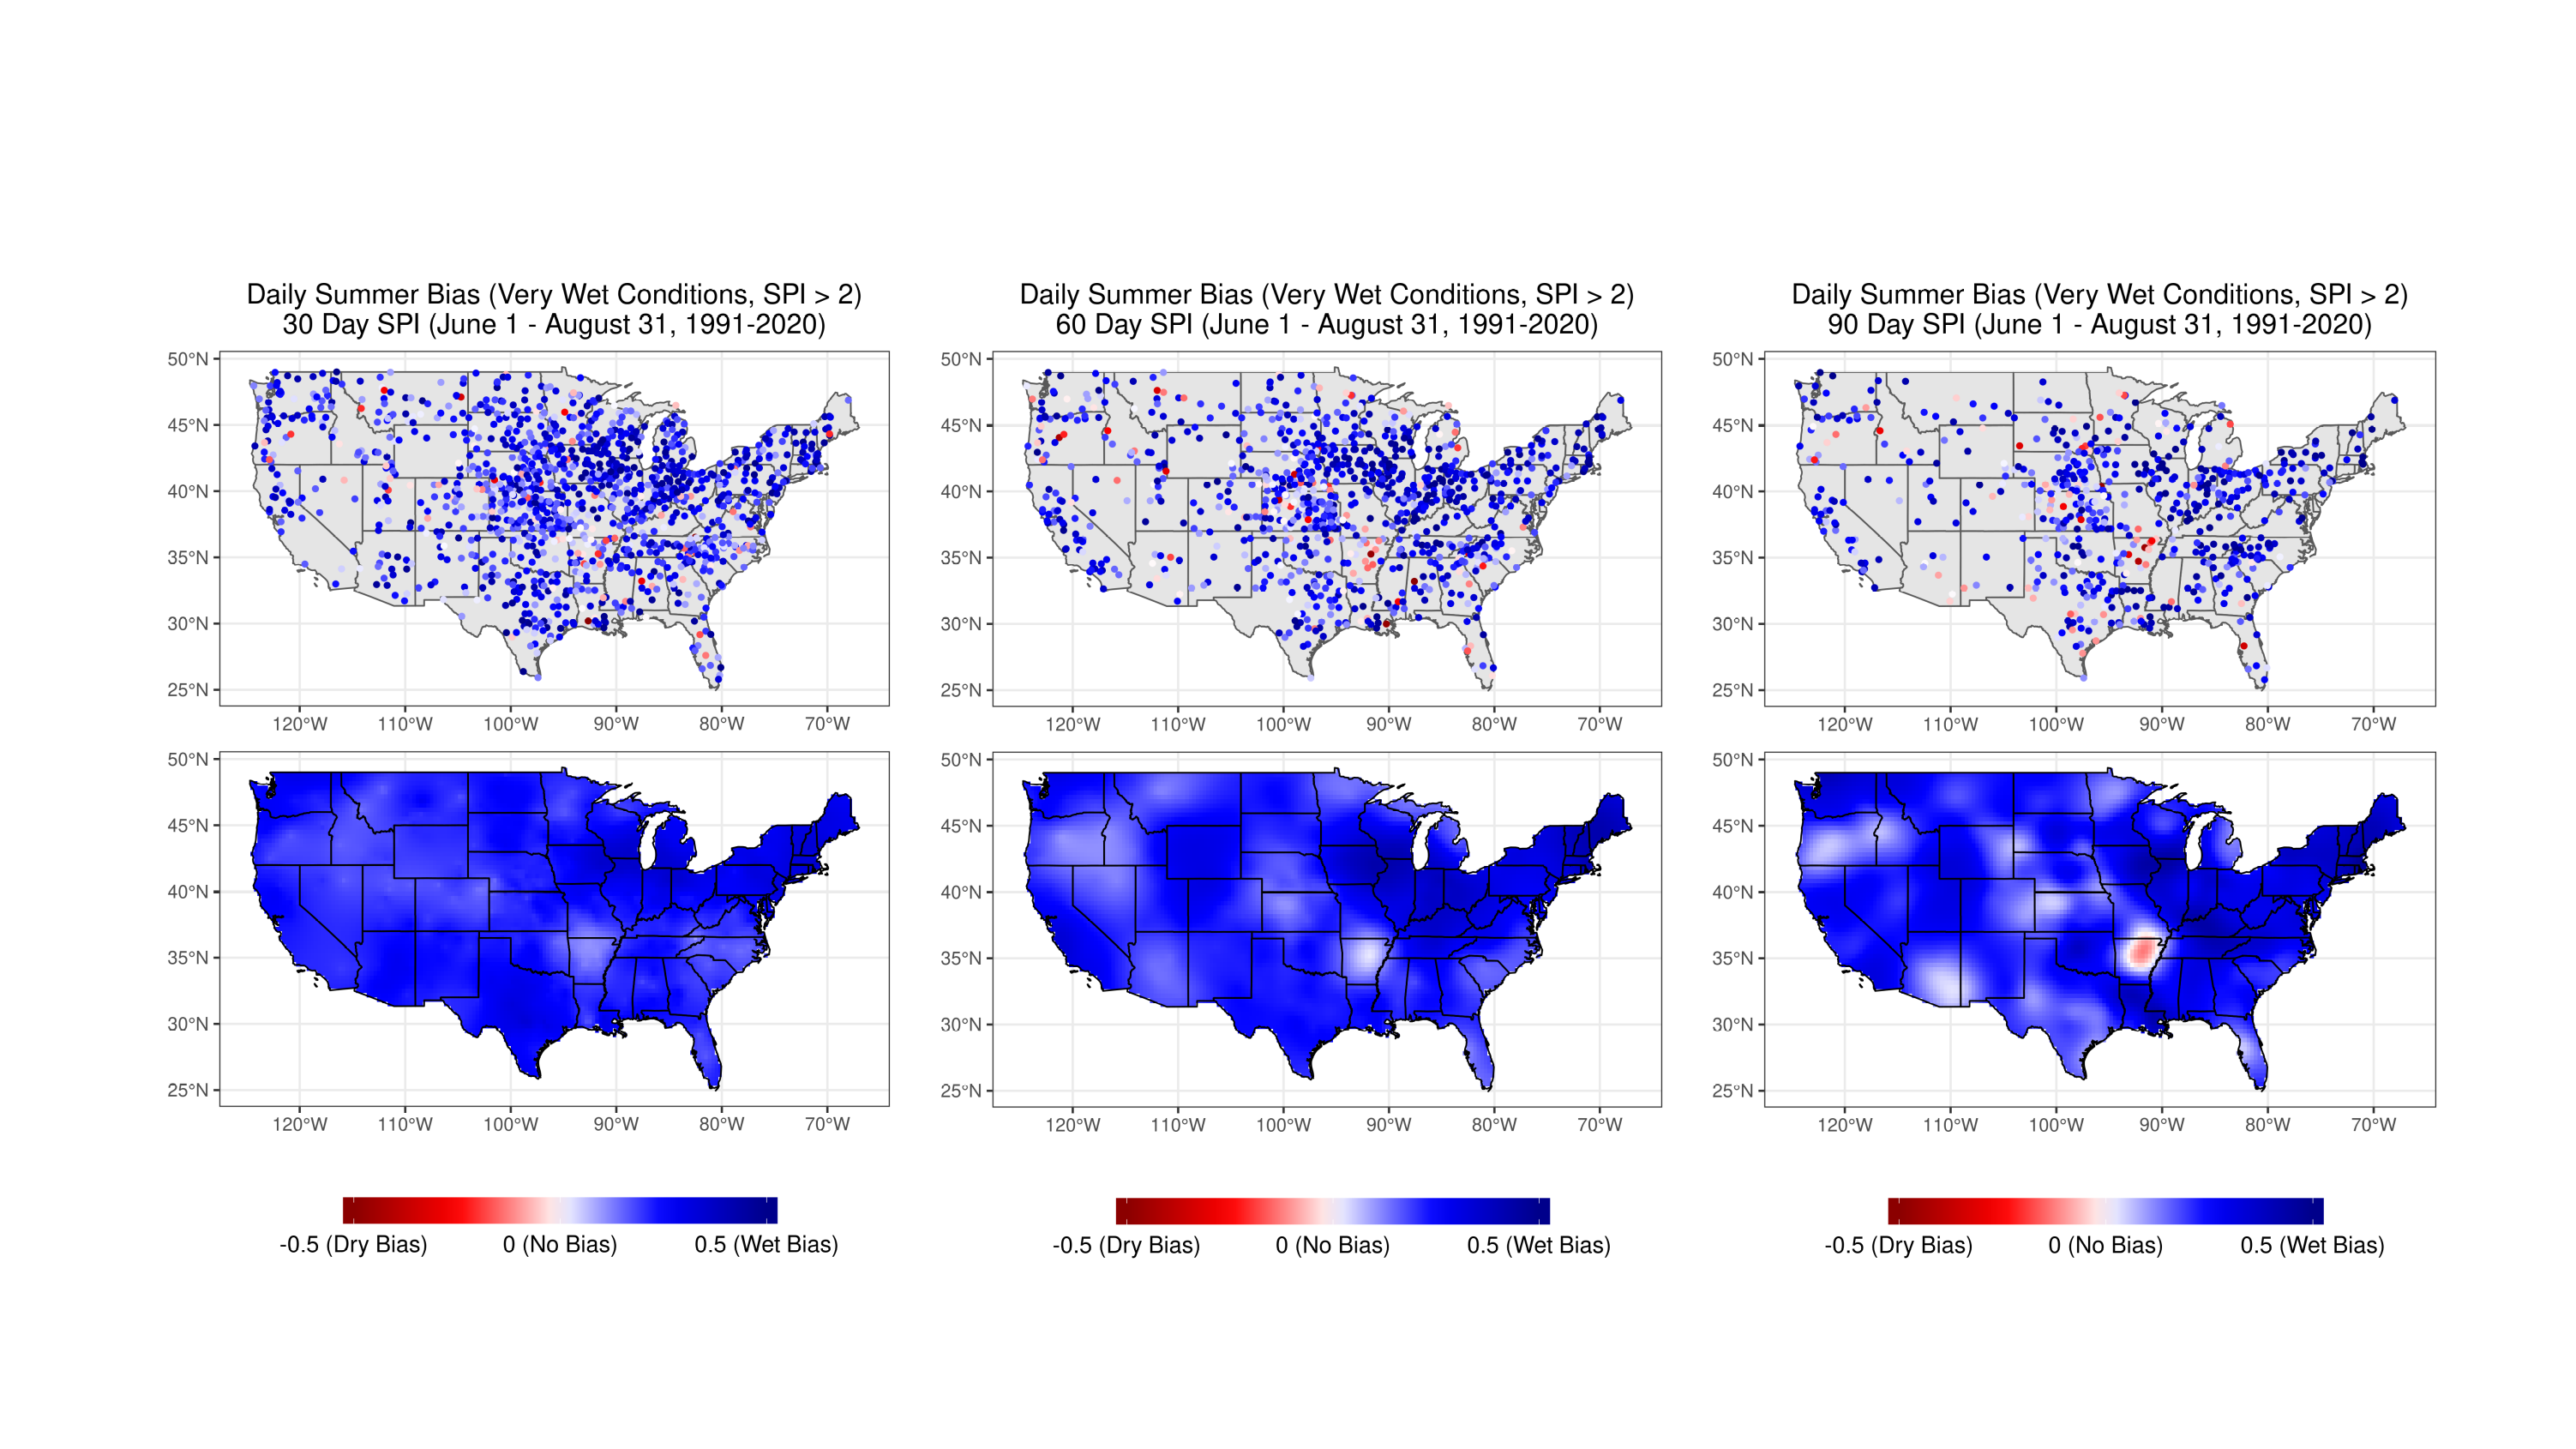 Daily Summer Bias (Very Wet Conditions, SPI > 2)
30 Day SPI (June 1 - August 31, 1991-2020)
50°N
45°N
40°N
35°N
30°N
25°N
120°W 110°W 100°W 90°W 80°W 70°W
50°N
45°N
40°N
35°N
30°N
25°N
120°W 110°W 100°W 90°W 80°W 70°W
-0.5 (Dry Bias) 0 (No Bias) 0.5 (Wet Bias)
Daily Summer Bias (Very Wet Conditions, SPI > 2)
60 Day SPI (June 1 - August 31, 1991-2020)
50°N
45°N
40°N
35°N
30°N
25°N
120°W 110°W 100°W 90°W 80°W 70°W
50°N
45°N
40°N
35°N
30°N
25°N
120°W 110°W 100°W 90°W 80°W 70°W
-0.5 (Dry Bias) 0 (No Bias) 0.5 (Wet Bias)
Daily Summer Bias (Very Wet Conditions, SPI > 2)
90 Day SPI (June 1 - August 31, 1991-2020)
50°N
45°N
40°N
35°N
30°N
25°N
120°W 110°W 100°W 90°W 80°W 70°W
50°N
45°N
40°N
35°N
30°N
25°N
120°W 110°W 100°W 90°W 80°W 70°W
-0.5 (Dry Bias) 0 (No Bias) 0.5 (Wet Bias)